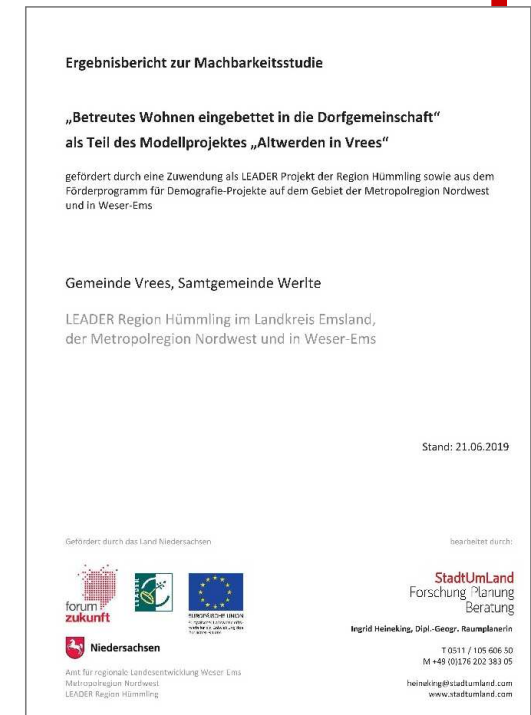 Ergebnisbericht zur Machbarkeitsstudie
„Betreutes Wohnen eingebettet in die Dorfgemeinschaft“
als Teil des Modellprojektes „Altwerden in Vrees“
gefördert durch eine Zuwendung als LEADER Projekt der Region Hümmling sowie aus dem
Förderprogramm für Demografie-Projekte auf dem Gebiet der Metropolregion Nordwest
und in Weser-Ems
Gemeinde Vrees, Samtgemeinde Werlte
LEADER Region Hümmling im Landkreis Emsland,
der Metropolregion Nordwest und in Weser-Ems
Stand: 21.06.2019
Gefördert durch das Land Niedersachsen
forum
zukunft
LEADER
EUROPÄISCHE UNION
Niedersachsen
Amt für regionale Landesentwicklung Weser Ems
Metropolregion Nordwest
LEADER Region Hümmling
bearbeitet durch:
StadtUmLand
Forschung Planung
Beratung
Ingrid Heineking, Dipl.-Geogr. Raumplanerin
T 0511 / 105 606 50
M +49 (0)176 202 383 05
heineking@stadtumland.com
www.stadtumland.com